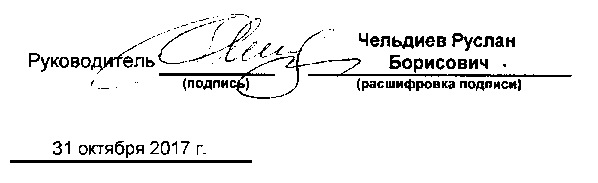 Чельдиев Руслан
Руководитель Борисович
(подпись) (расшифровка подписи)
31 октября 2017 г.